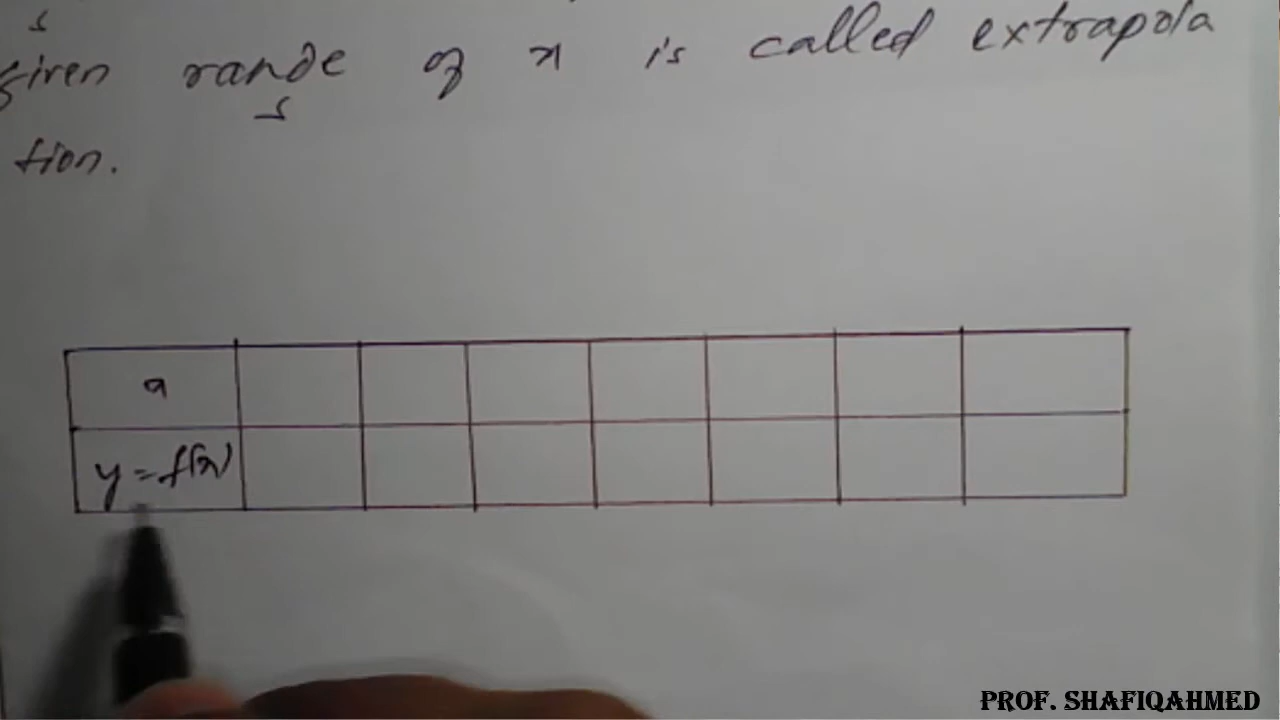 given range of x is called extrapola
tion.
x
y = f(x)
PROF. SHAFIQAHMED